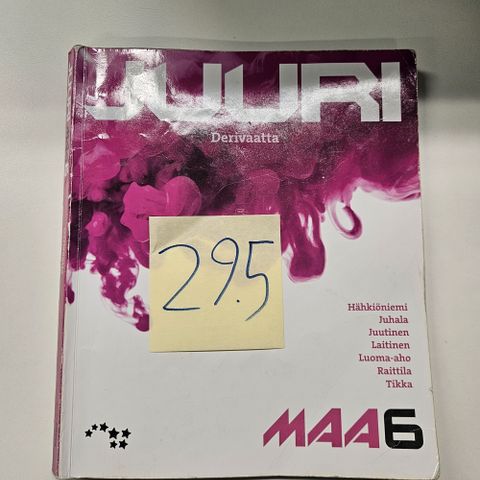 JUURI
Derivaatta
29.5
Hähkiöniemi
Juhala
Juutinen
Laitinen
Luoma-aho
Raittila
Tikka
MAA6